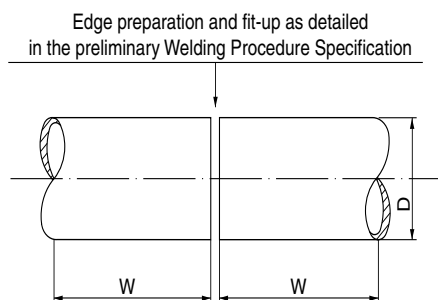 Edge preparation and fit-up as detailed
in the preliminary Welding Procedure Specification
D
W W